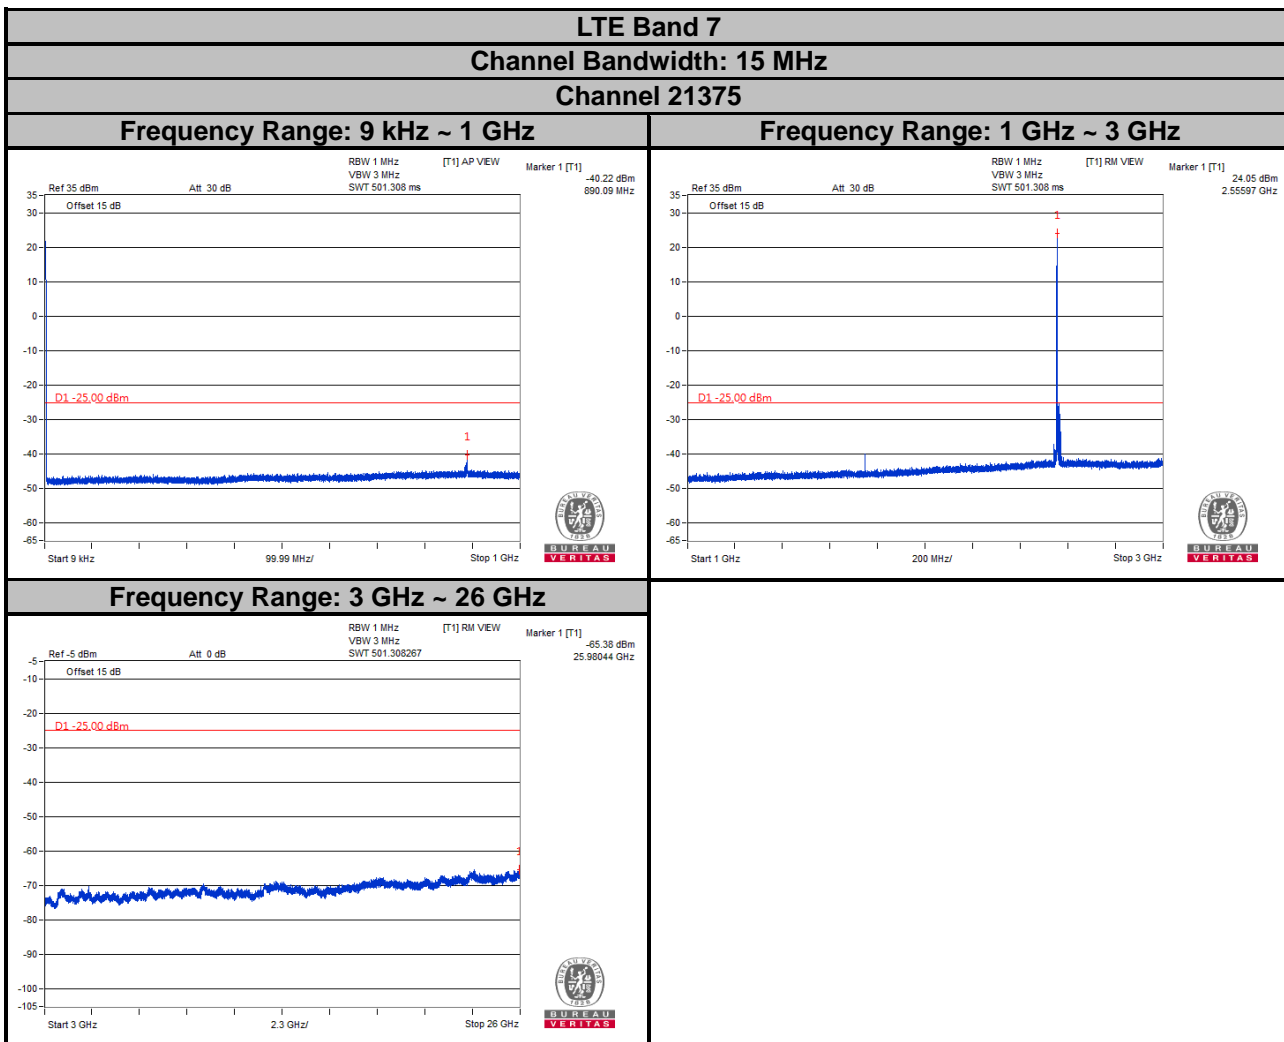 LTE Band 7
Channel Bandwidth: 15 MHz
Channel 21375
Frequency Range: 9 kHz ~ 1 GHz
RBW 1 MHz [T1] AP VIEW Marker 1 [T1]
VBW 3 MHz -40.22 dBm
Ref 35 dBm Att 30 dB SWT 501.308 ms 890.09 MHz
35
Offset 15 dB
30
20
10
0
-10
-20
D1 -25.00 dBm
-30
1
-40
-50
-60
-65
Start 9 kHz 99.99 MHz/ Stop 1 GHz
BUREAU VERITAS
1828
BUREAU
VERITAS
Frequency Range: 1 GHz ~ 3 GHz
RBW 1 MHz [T1] RM VIEW Marker 1 [T1]
VBW 3 MHz 24.05 dBm
Ref 35 dBm Att 30 dB SWT 501.308 ms 2.55597 GHz
35
Offset 15 dB
30
1
20
10
0
-10
-20
D1 -25.00 dBm
-30
-40
-50
-60
-65
Start 1 GHz 200 MHz/ Stop 3 GHz
BUREAU VERITAS
1828
BUREAU
VERITAS
Frequency Range: 3 GHz ~ 26 GHz
RBW 1 MHz [T1] RM VIEW Marker 1 [T1]
VBW 3 MHz -65.38 dBm
Ref -5 dBm Att 0 dB SWT 501.308267 25.98044 GHz
-5
Offset 15 dB
-10
-20
D1 -25.00 dBm
-30
-40
-50
-60
1
-70
-80
-90
-100
-105
Start 3 GHz 2.3 GHz/ Stop 26 GHz
BUREAU VERITAS
1828
BUREAU
VERITAS